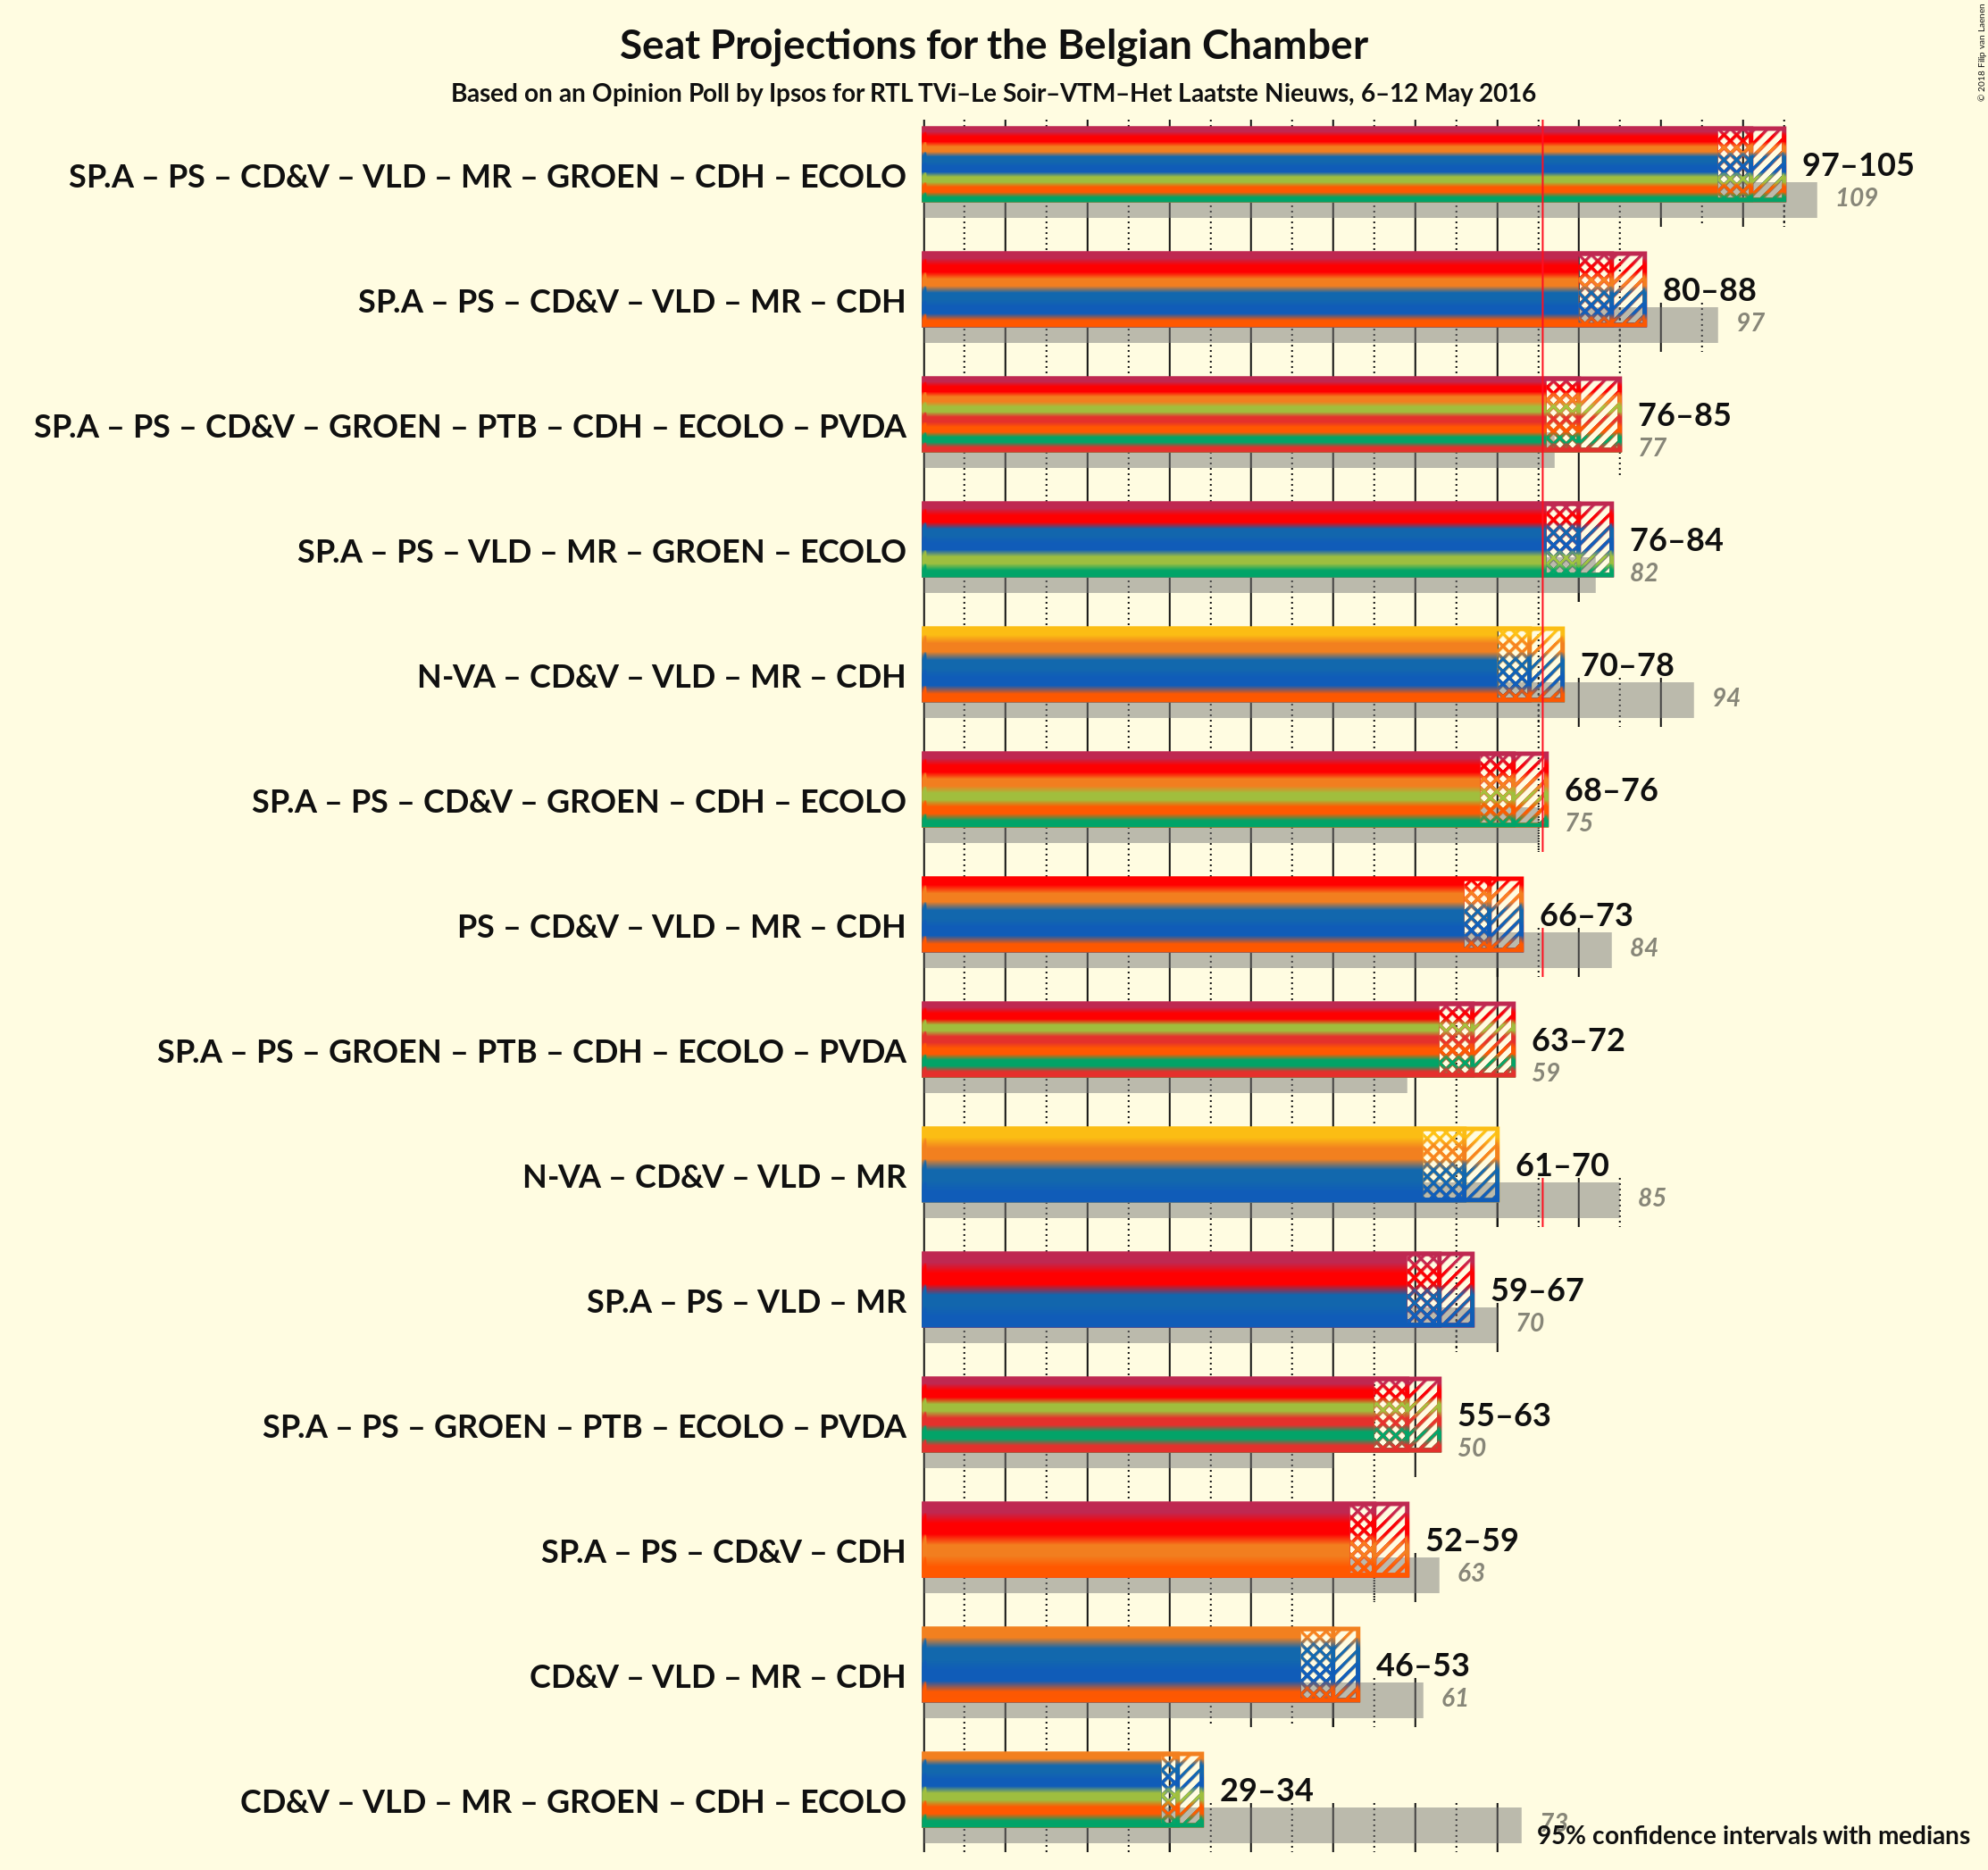 Seat Projections for the Belgian Chamber
Based on an Opinion Poll by Ipsos for RTL TVi–Le Soir–VTM–Het Laatste Nieuws, 6–12 May 2016
© 2018 Filip van Laenen
SP.A – PS – CD&V – VLD – MR – GROEN – CDH – ECOLO
97–105
109
SP.A – PS – CD&V – VLD – MR – CDH
80–88
97
SP.A – PS – CD&V – GROEN – PTB – CDH – ECOLO – PVDA
76–85
77
SP.A – PS – VLD – MR – GROEN – ECOLO
76–84
82
N-VA – CD&V – VLD – MR – CDH
70–78
94
SP.A – PS – CD&V – GROEN – CDH – ECOLO
68–76
75
PS – CD&V – VLD – MR – CDH
66–73
84
SP.A – PS – GROEN – PTB – CDH – ECOLO – PVDA
63–72
59
N-VA – CD&V – VLD – MR
61–70
85
SP.A – PS – VLD – MR
59–67
70
SP.A – PS – GROEN – PTB – ECOLO – PVDA
55–63
50
SP.A – PS – CD&V – CDH
52–59
63
CD&V – VLD – MR – CDH
46–53
61
CD&V – VLD – MR – GROEN – CDH – ECOLO
29–34
73
95% confidence intervals with medians